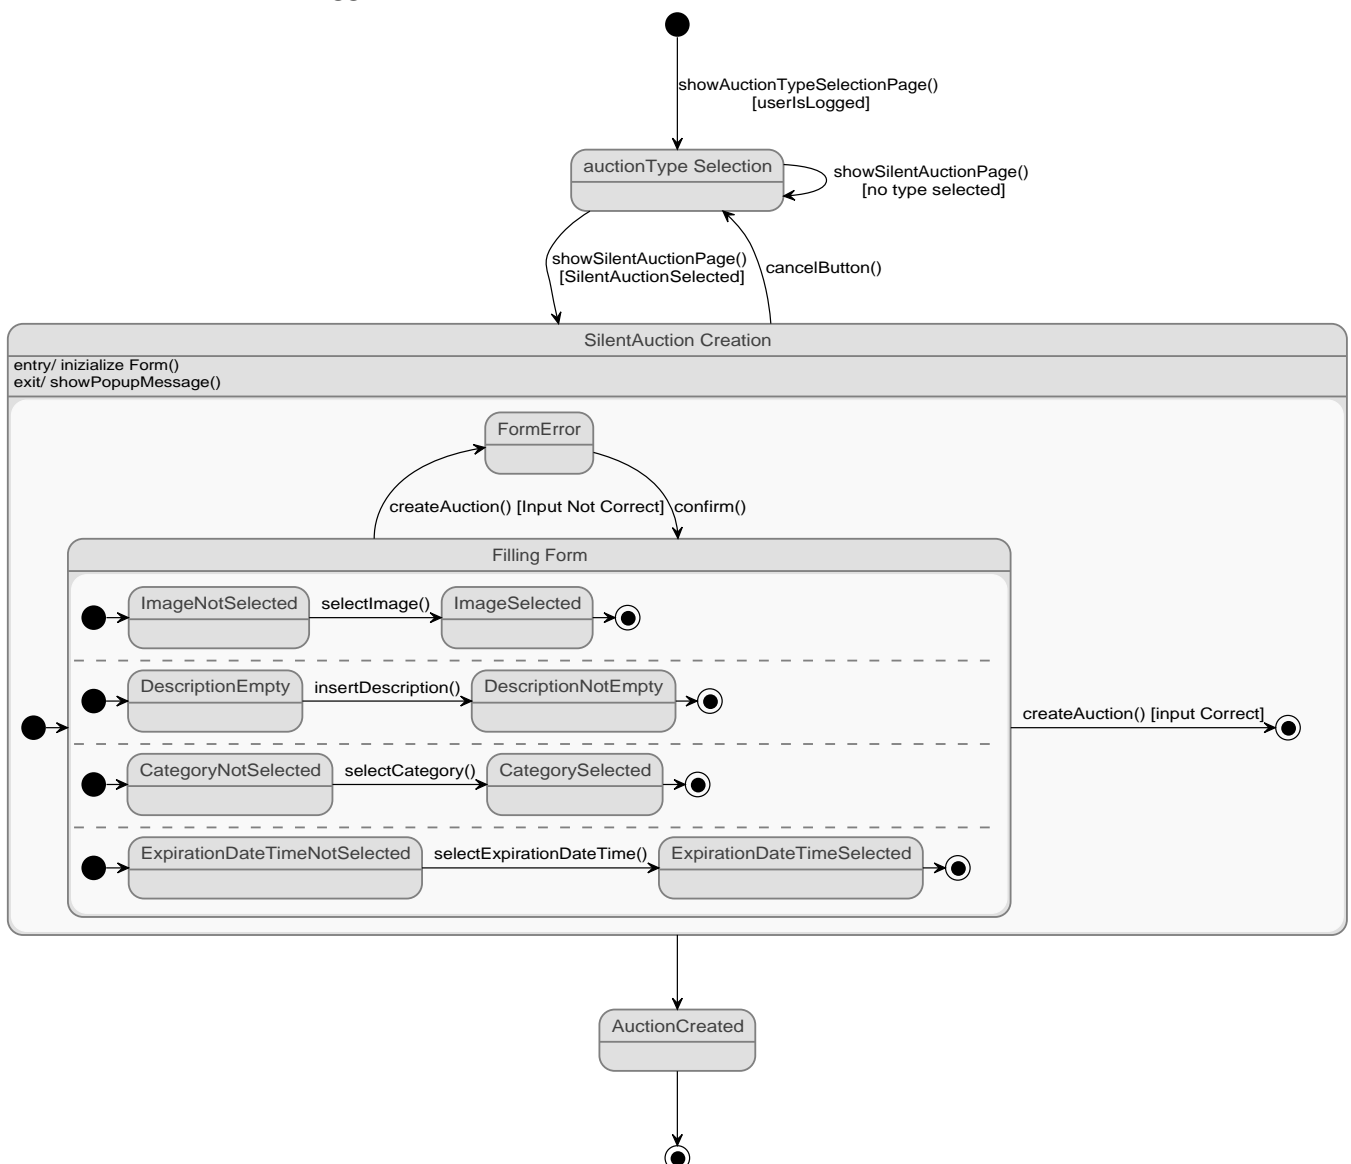 showAuctionTypeSelectionPage()
[userIsLogged]
auctionType Selection
showSilentAuctionPage()
[no type selected]
showSilentAuctionPage()
[SilentAuctionSelected]
cancelButton()
SilentAuction Creation
entry/ inizialize Form()
exit/ showPopupMessage()
FormError
createAuction() [Input Not Correct]
confirm()
Filling Form
ImageNotSelected
selectImage()
ImageSelected
DescriptionEmpty
insertDescription()
DescriptionNotEmpty
createAuction() [input Correct]
CategoryNotSelected
selectCategory()
CategorySelected
ExpirationDateTimeNotSelected
selectExpirationDateTime()
ExpirationDateTimeSelected
AuctionCreated